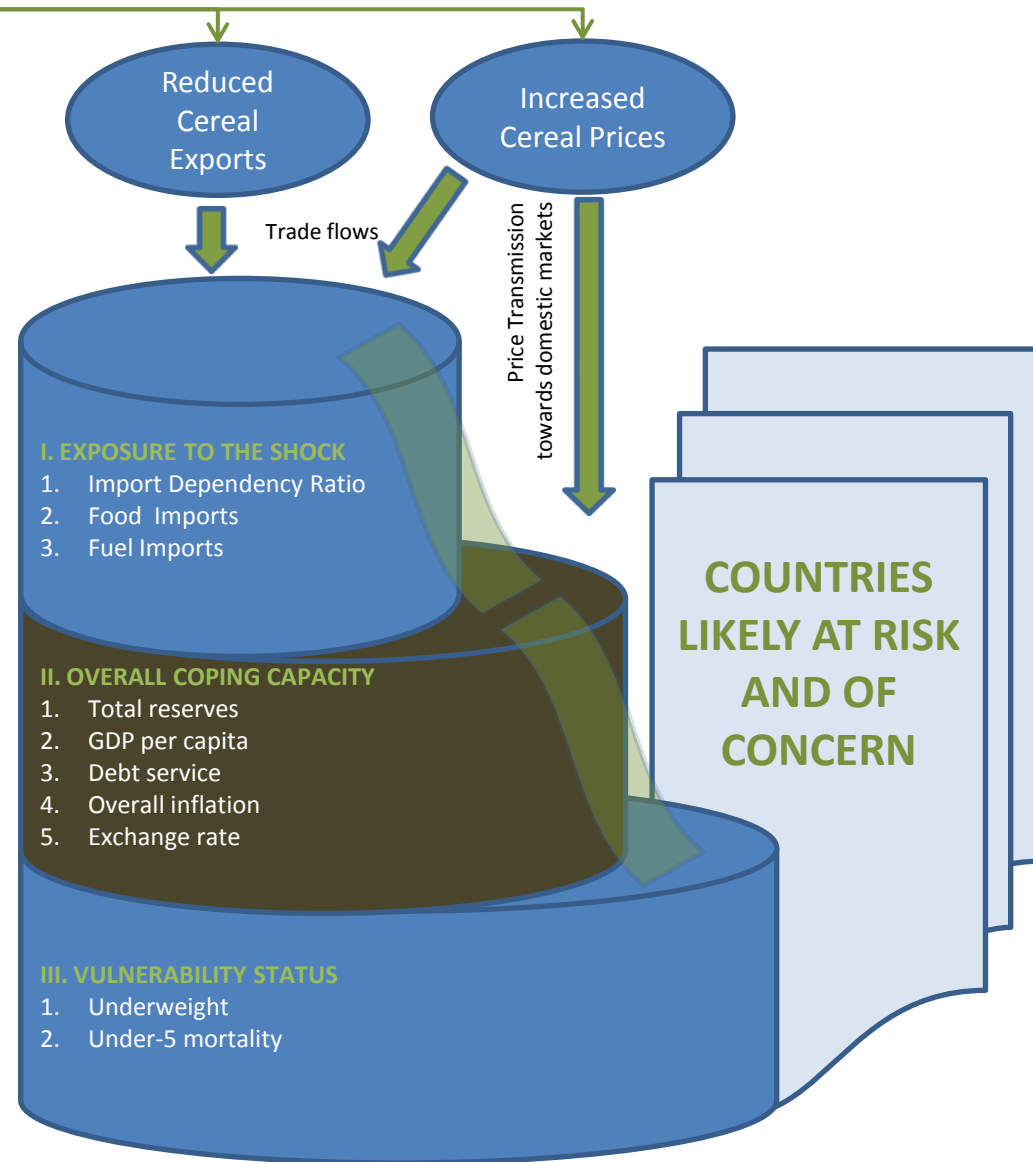 Reduced
Cereal
Exports
Increased
Cereal Prices
Trade flows
Price Transmission
towards domestic markets
I. EXPOSURE TO THE SHOCK
1. Import Dependency Ratio
2. Food Imports
3. Fuel Imports
II. OVERALL COPING CAPACITY
1. Total reserves
2. GDP per capita
3. Debt service
4. Overall inflation
5. Exchange rate
III. VULNERABILITY STATUS
1. Underweight
2. Under-5 mortality
COUNTRIES
LIKELY AT RISK
AND OF
CONCERN